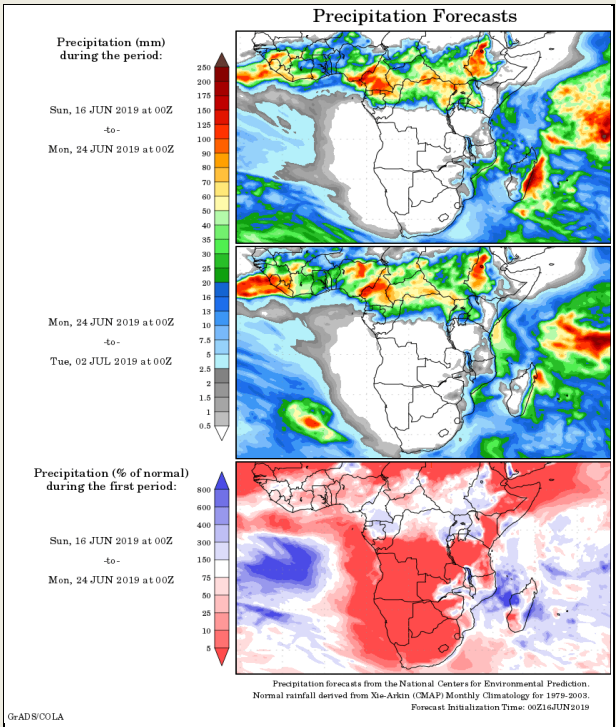 Precipitation Forecasts
Precipitation (mm)
during the period:
Sun, 16 JUN 2019 at 00Z
-to-
Mon, 24 JUN 2019 at 00Z
250
200
175
150
125
100
90
80
70
60
50
40
35
30
25
20
16
13
10
7.5
5
2.5
2
1.5
1
0.5
Mon, 24 JUN 2019 at 00Z
-to-
Tue, 02 JUL 2019 at 00Z
Precipitation (% of normal)
during the first period:
Sun, 16 JUN 2019 at 00Z
-to-
Mon, 24 JUN 2019 at 00Z
800
600
400
300
150
75
50
25
10
5
Precipitation forecasts from the National Centers for Environmental Prediction.
Normal rainfall derived from Xie-Arkin (CMAP) Monthly Climatology for 1979-2003.
Forecast Initialization Time: 00Z16JUN2019
GrADS/COLA